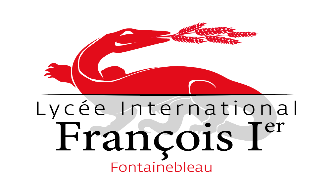 Lycée International
François Ier
Fontainebleau